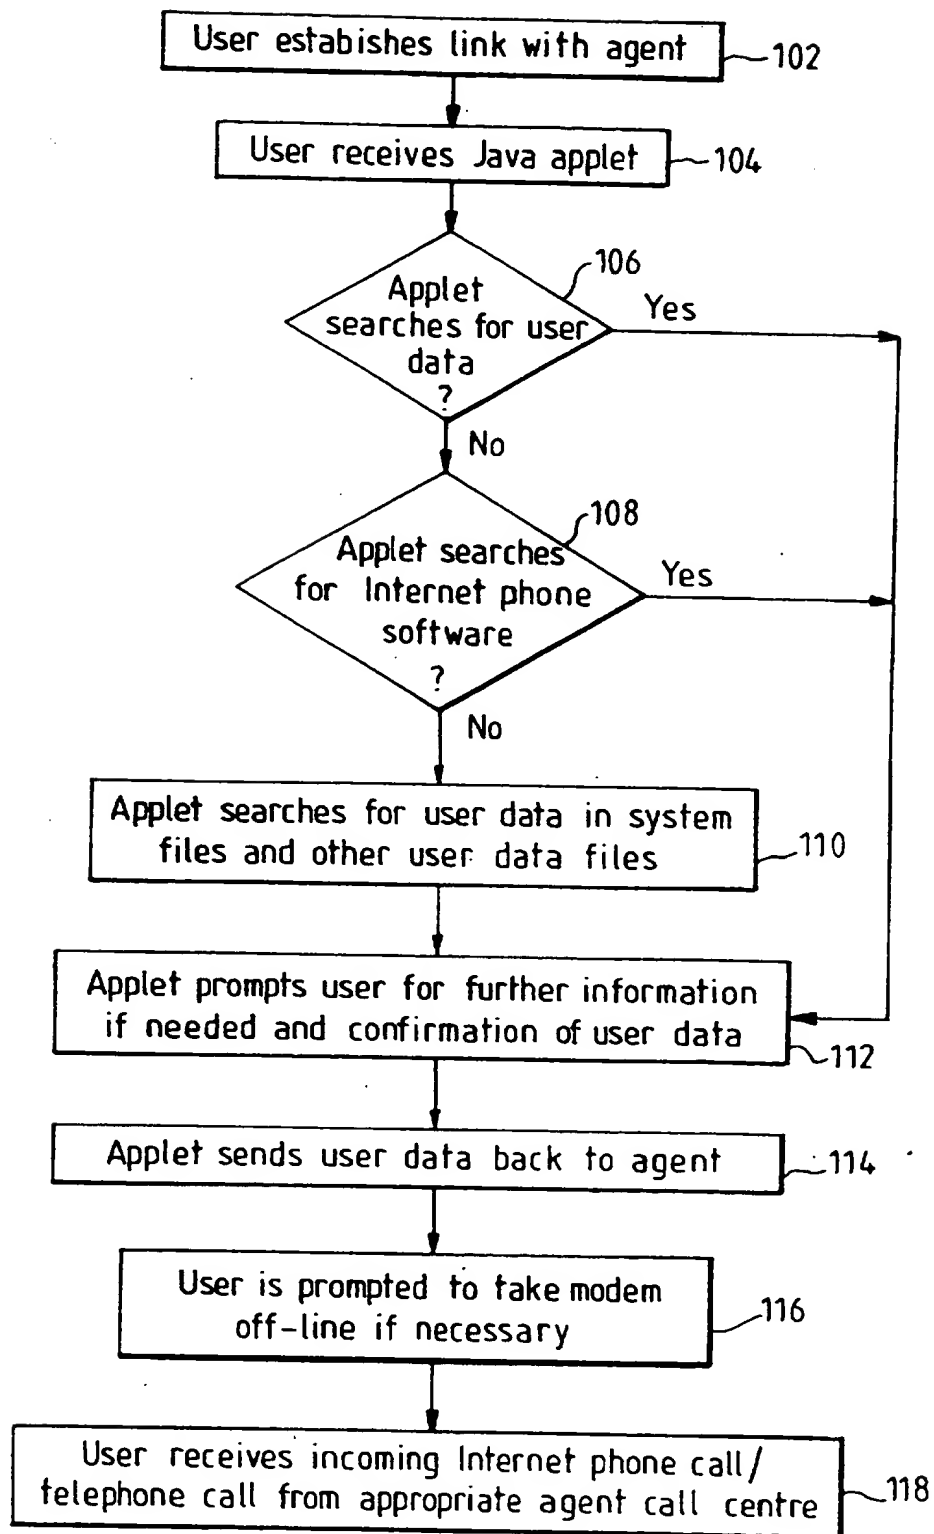 User estabishes link with agent
102
User receives Java applet
104
106
Applet
searches for user
data
?
Yes
No
108
Applet searches
for Internet phone
software
?
Yes
No
Applet searches for user data in system
files and other user data files
110
Applet prompts user for further information
if needed and confirmation of user data
112
Applet sends user data back to agent
114
User is prompted to take modem
off-line if necessary
116
User receives incoming Internet phone call/
telephone call from appropriate agent call centre
118